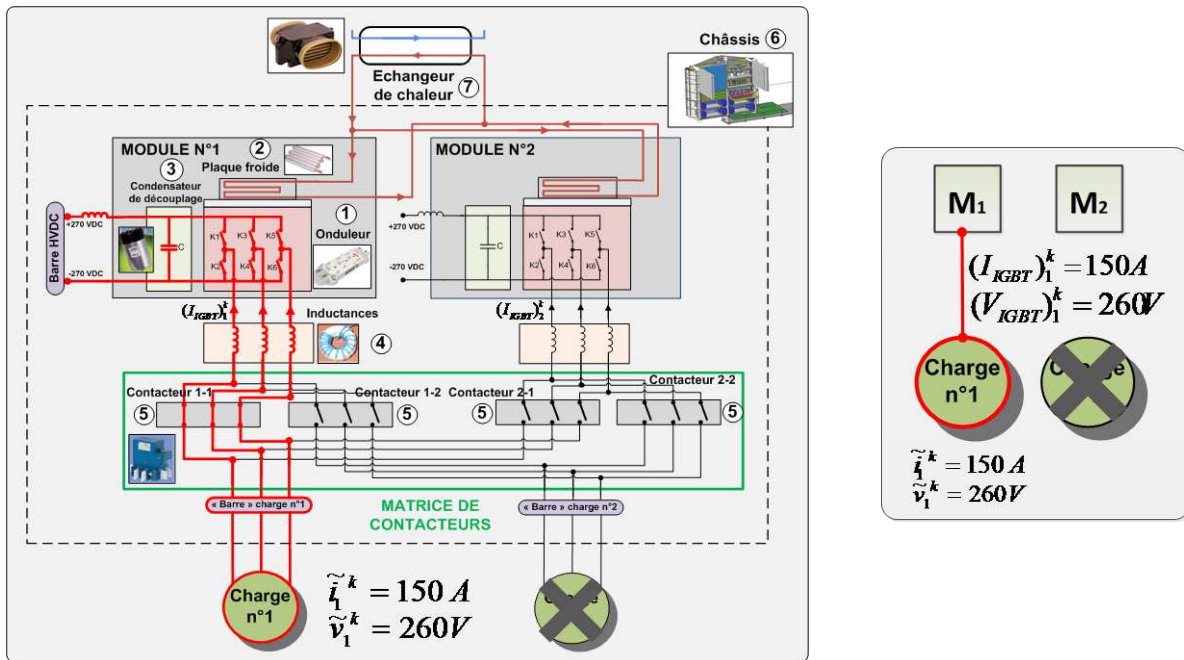 Châssis 6
Echangeur
de chaleur 7
MODULE N°1
2
Plaque froide
3
Condensateur
de découplage
1
Onduleur
Barre HVDC
+270 VDC
-270 VDC
C
K1
K3
K5
K2
K4
K6
MODULE N°2
+270 VDC
-270 VDC
C
K1
K3
K5
K2
K4
K6
(I_IGBT)_1^k
Inductances
4
(I_IGBT)_2^k
Contacteur 1-1
5
Contacteur 1-2
5
Contacteur 2-1
5
Contacteur 2-2
5
« Barre » charge n°1
MATRICE DE
CONTACTEURS
« Barre » charge n°2
Charge
n°1
ĩ_1^k = 150 A
ṽ_1^k = 260V
M1
M2
(I_IGBT)_1^k = 150A
(V_IGBT)_1^k = 260V
Charge
n°1
ĩ_1^k = 150 A
ṽ_1^k = 260V